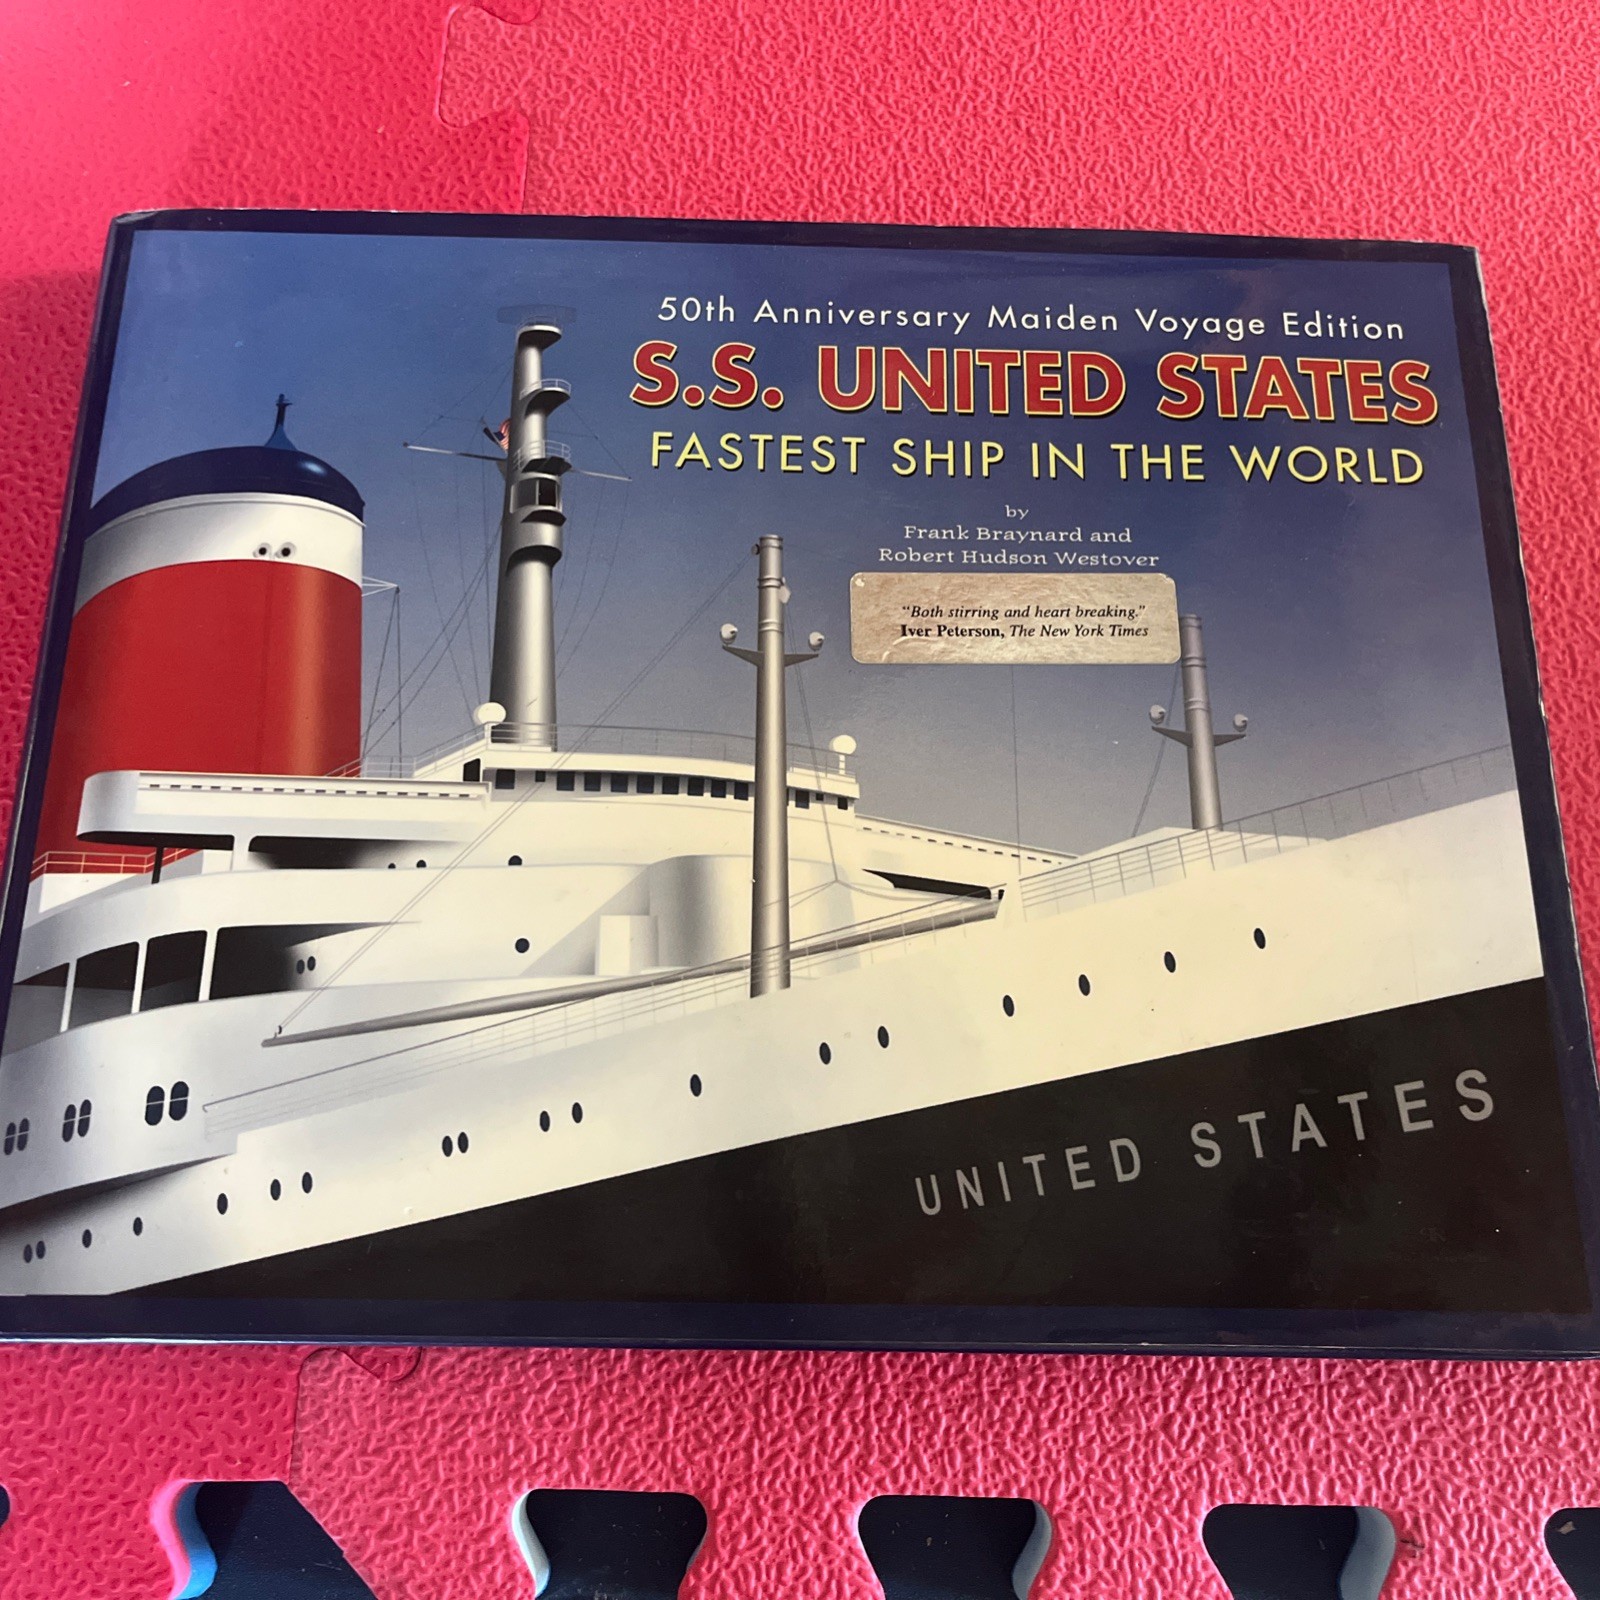 50th Anniversary Maiden Voyage Edition
S.S. UNITED STATES
FASTEST SHIP IN THE WORLD
by
Frank Braynard and
Robert Hudson Westover
“Both stirring and heart breaking.”
Iver Peterson, The New York Times
UNITED STATES